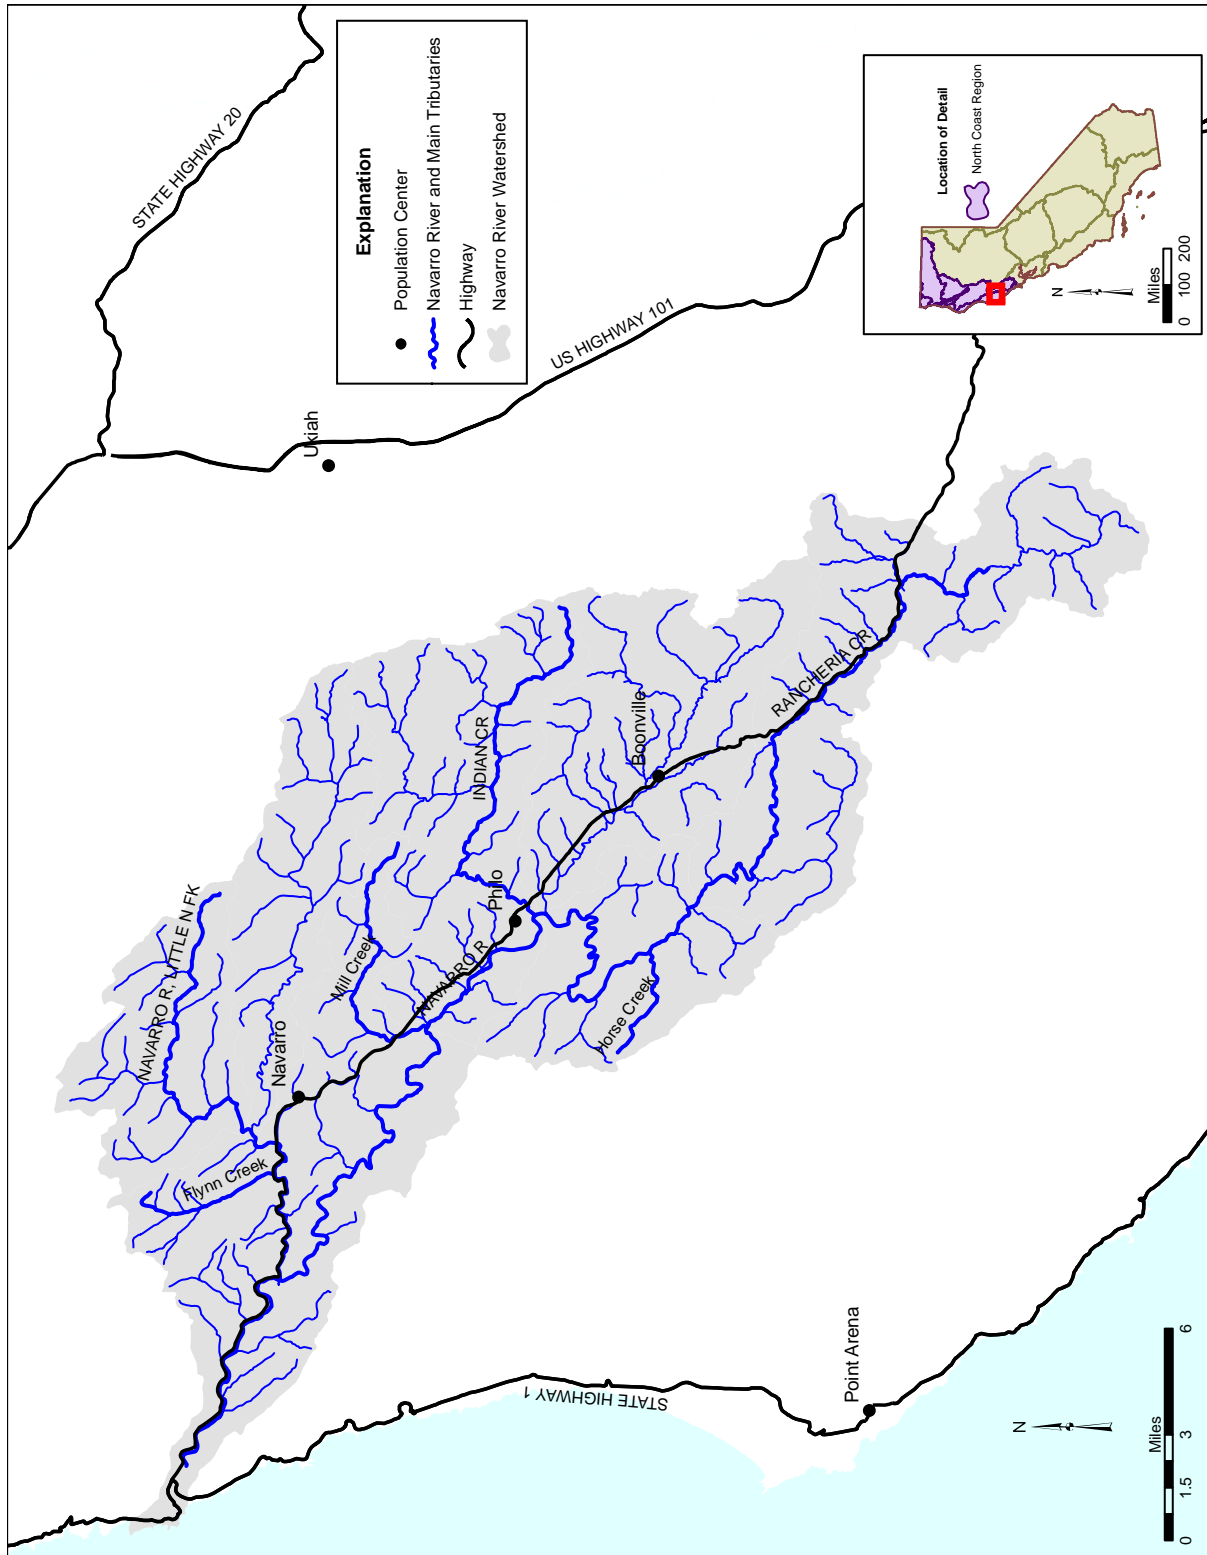 STATE HIGHWAY 20
Explanation
Population Center
Navarro River and Main Tributaries
Highway
Navarro River Watershed
US HIGHWAY 101
Ukiah
NAVARRO R, LITTLE N FK
Mill Creek
INDIAN CR
Boonville
RANCHERIA CR
Philo
NAVARRO R
Navarro
Flynn Creek
Horse Creek
STATE HIGHWAY 1
Point Arena
N
Miles
0 1.5 3 6
Location of Detail
North Coast Region
N
Miles
0 100 200